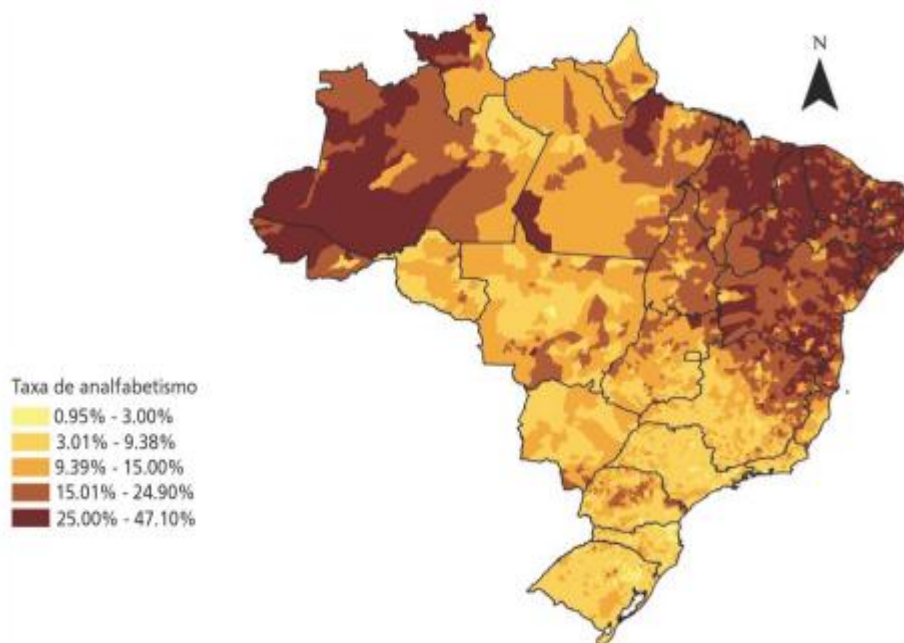 N
Taxa de analfabetismo
0.95% - 3.00%
3.01% - 9.38%
9.39% - 15.00%
15.01% - 24.90%
25.00% - 47.10%